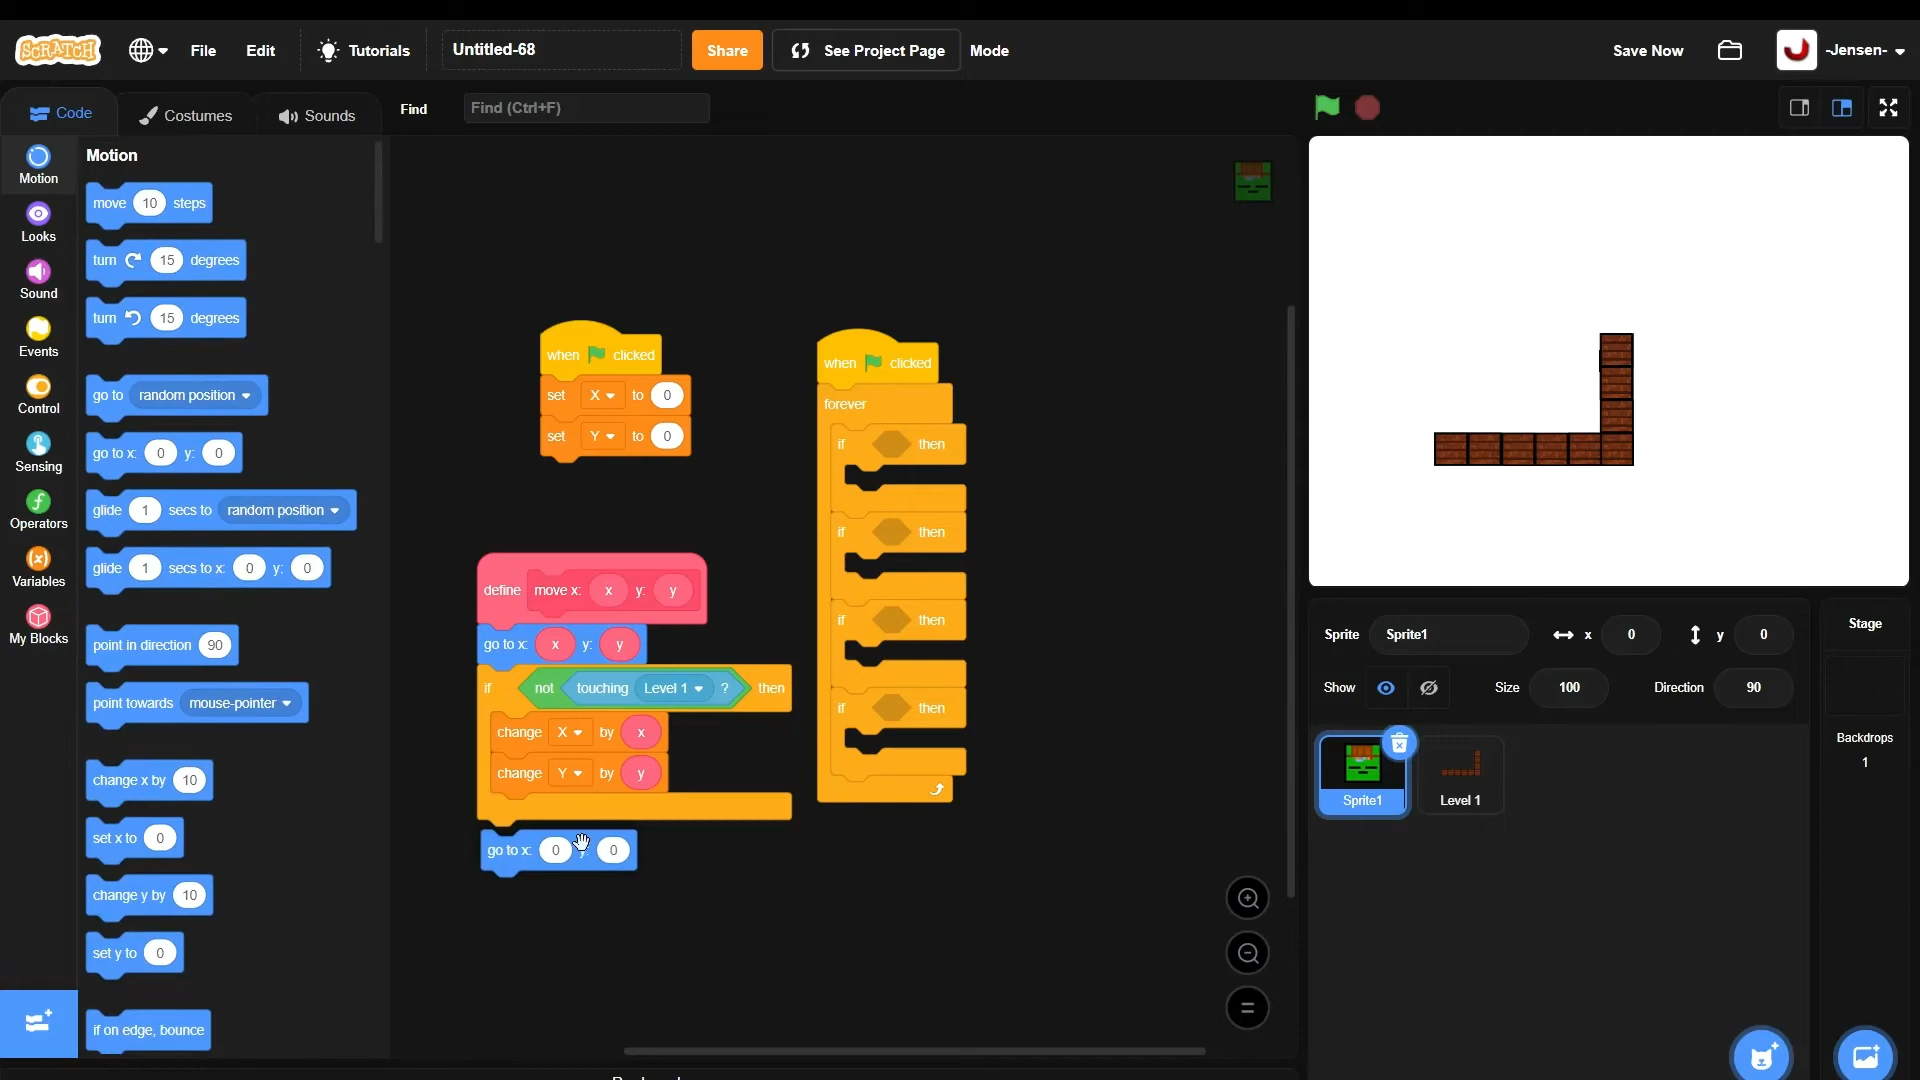 SCRATCH File Edit Tutorials Untitled-68 Share See Project Page Mode Save Now -Jensen-
Code Costumes Sounds Find Find (Ctrl+F)
Motion
Looks
Sound
Events
Control
Sensing
Operators
Variables
My Blocks
Motion
move 10 steps
turn 15 degrees
turn 15 degrees
go to random position
go to x: 0 y: 0
glide 1 secs to random position
glide 1 secs to x: 0 y: 0
point in direction 90
point towards mouse-pointer
change x by 10
set x to 0
change y by 10
set y to 0
if on edge, bounce
when clicked
set X to 0
set Y to 0
define move x: x y: y
go to x: x y: y
if not touching Level 1 ? then
change X by x
change Y by y
go to x: 0 y: 0
when clicked
forever
if then
if then
if then
if then
Sprite Sprite1 x 0 y 0
Show Size 100 Direction 90
Sprite1
Level 1
Stage
Backdrops
1